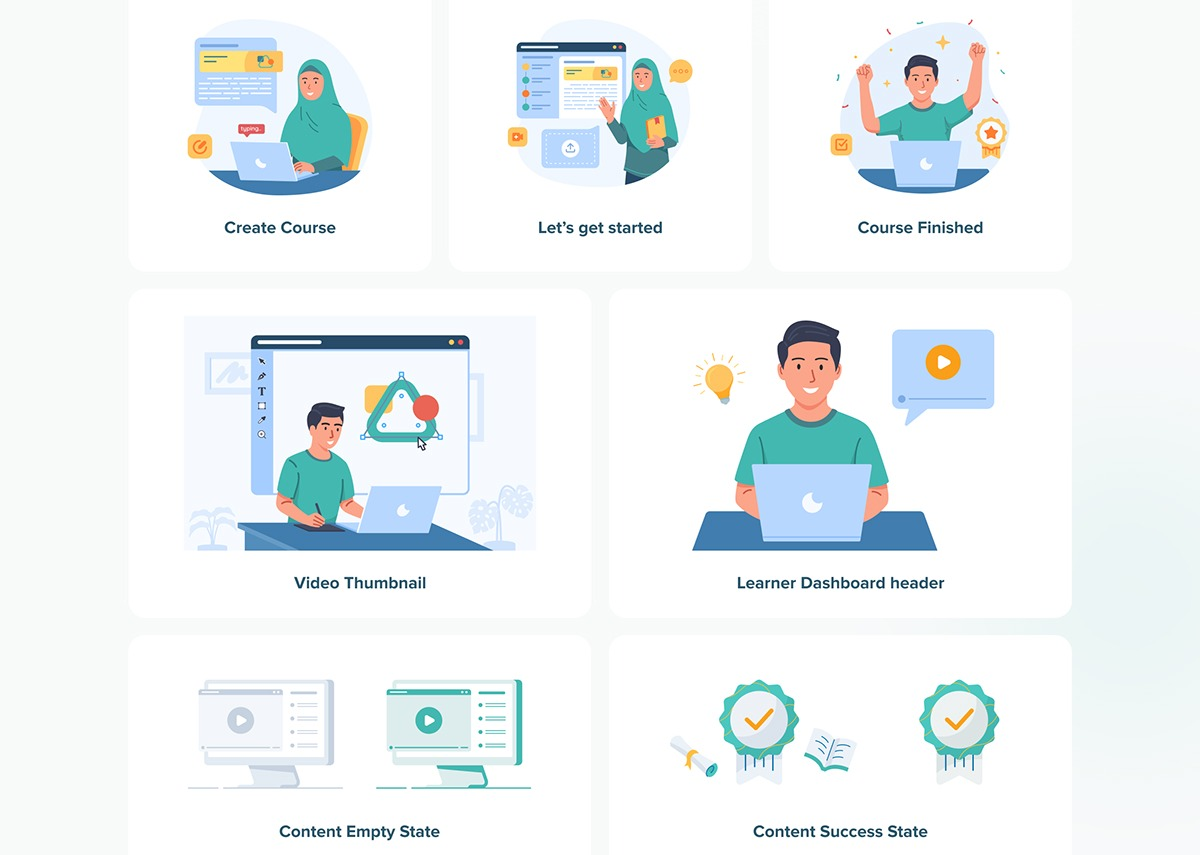 typing..
Create Course
Let’s get started
Course Finished
T
Video Thumbnail
Learner Dashboard header
Content Empty State
Content Success State